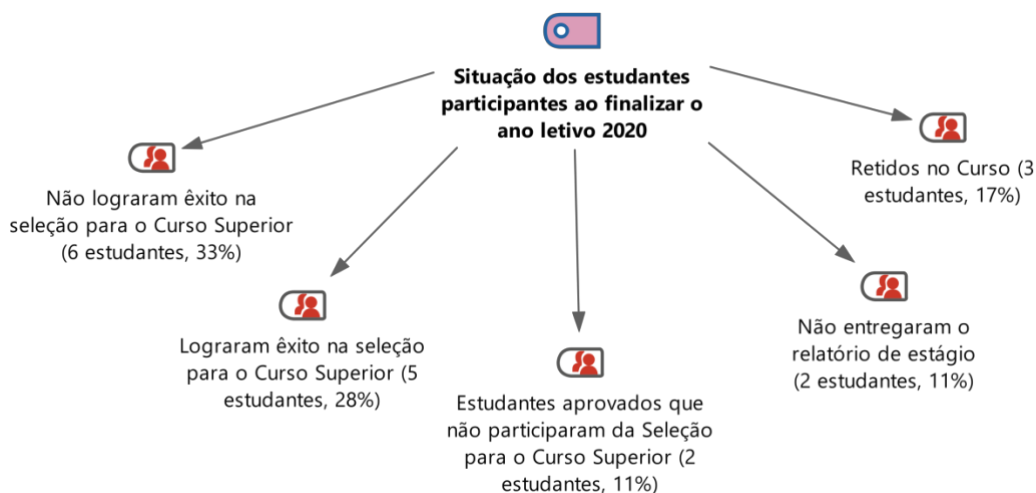 Situação dos estudantes
participantes ao finalizar o
ano letivo 2020
Não lograram êxito na
seleção para o Curso Superior
(6 estudantes, 33%)
Lograram êxito na seleção
para o Curso Superior (5
estudantes, 28%)
Estudantes aprovados que
não participaram da Seleção
para o Curso Superior (2
estudantes, 11%)
Não entregaram o
relatório de estágio
(2 estudantes, 11%)
Retidos no Curso (3
estudantes, 17%)